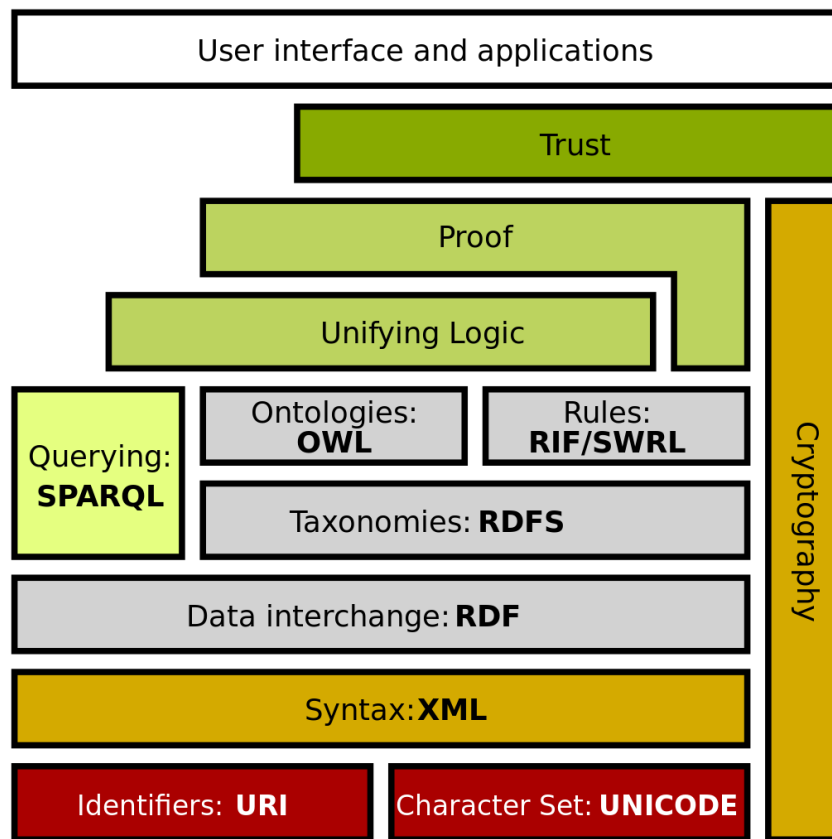 User interface and applications
Trust
Proof
Unifying Logic
Ontologies:
OWL
Rules:
RIF/SWRL
Querying:
SPARQL
Taxonomies: RDFS
Data interchange: RDF
Syntax: XML
Identifiers: URI
Character Set: UNICODE
Cryptography